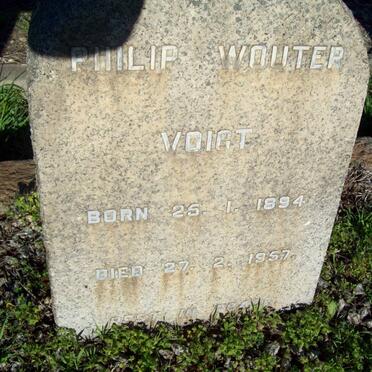 PHILIP WOUTER
VOIGT
BORN 25. 1. 1894
DIED 27. 2. 1957.